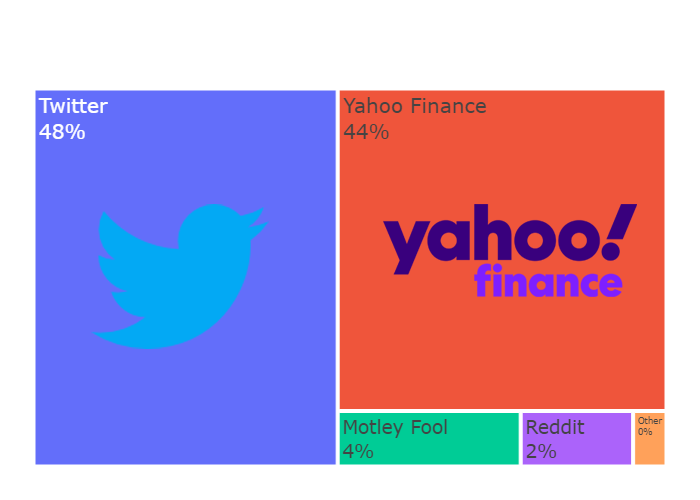 Twitter
48%
Yahoo Finance
44%
yahoo!
finance
Motley Fool
4%
Reddit
2%
Other
0%